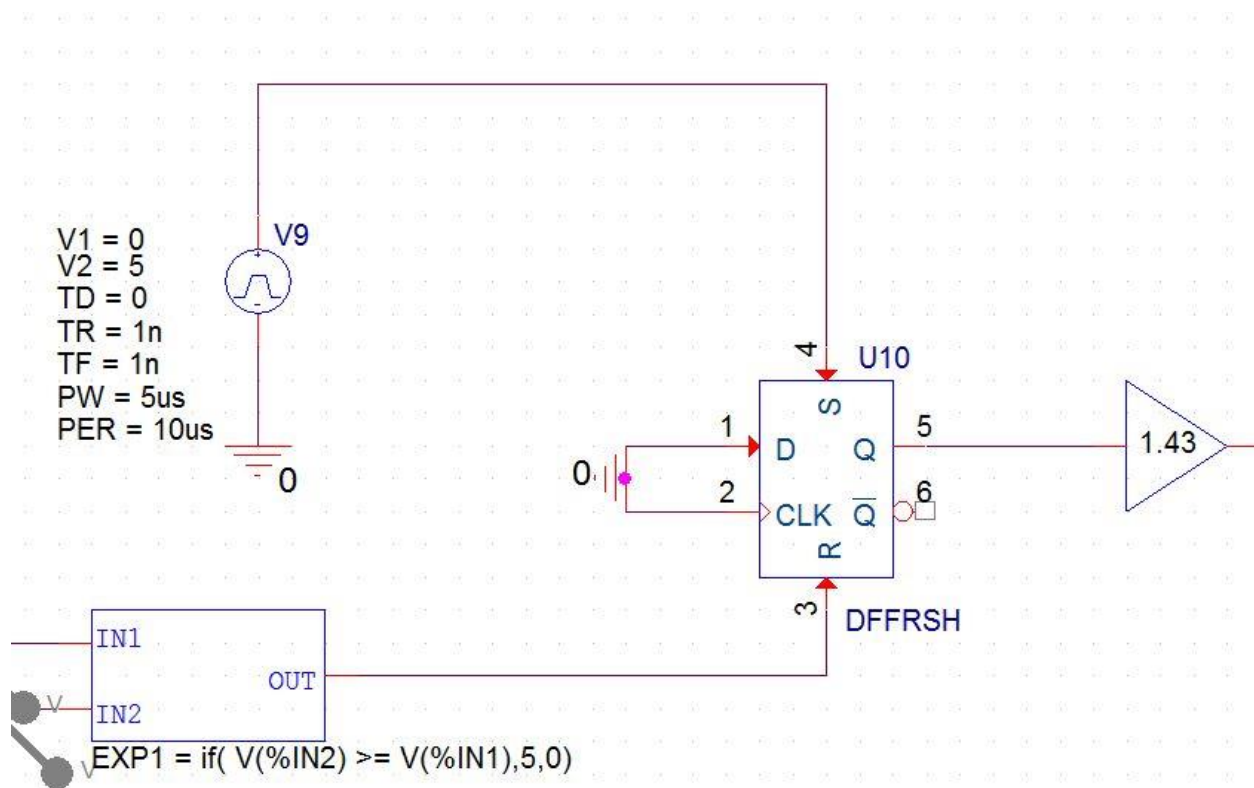 V9
V1 = 0
V2 = 5
TD = 0
TR = 1n
TF = 1n
PW = 5us
PER = 10us
0
4
U10
S
1
D
Q
5
1.43
0
2
CLK
Q
6
R
3
DFFRSH
IN1
OUT
IN2
V
V
EXP1 = if( V(%IN2) >= V(%IN1),5,0)